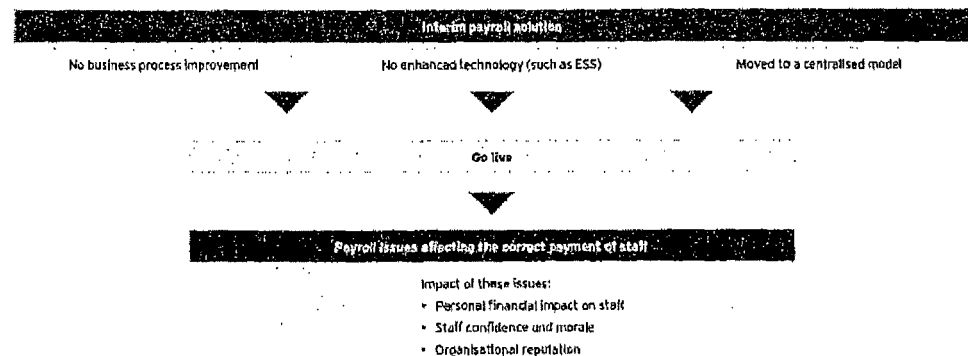 Interim payroll solution
No business process improvement No enhanced technology (such as ESS) Moved to a centralised model
Go live
Payroll issues affecting the correct payment of staff
Impact of these issues:
• Personal financial impact on staff
• Staff confidence and morale
• Organisational reputation